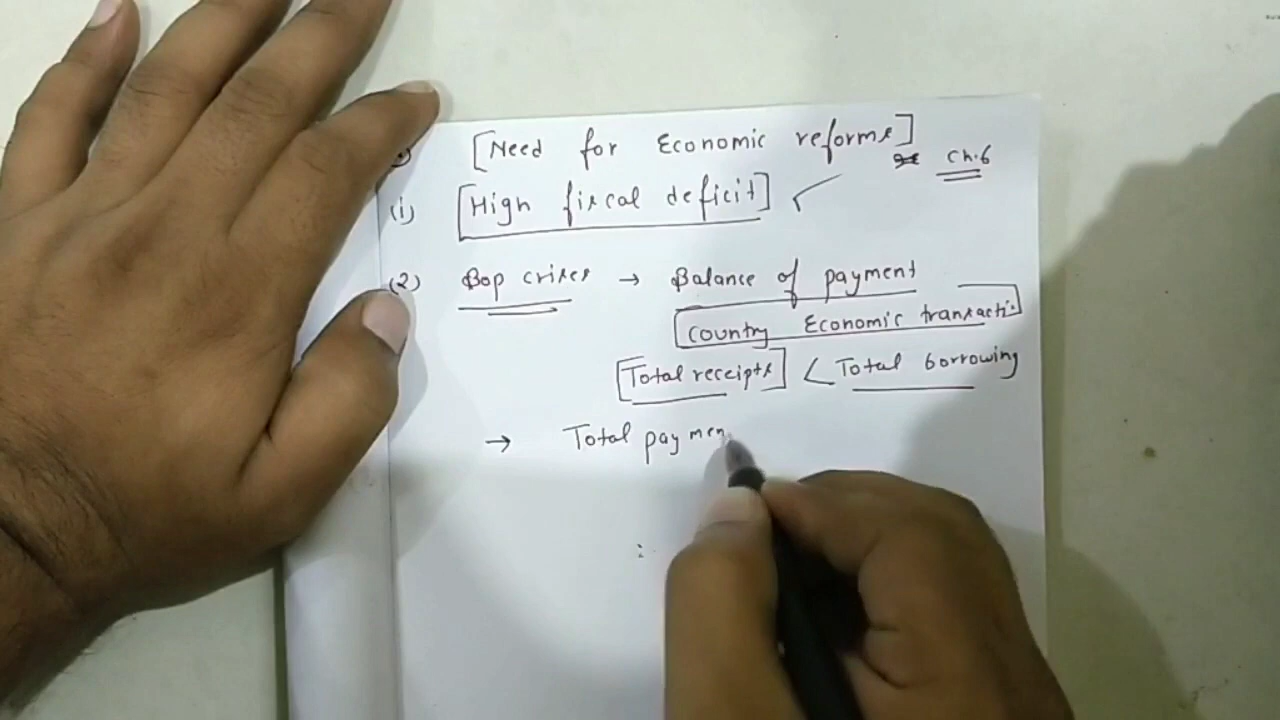 [Need for Economic reforms]
Ch.6
(i) [High fiscal deficit]
(2) Bop crises → Balance of payment
Country Economic transacti
[Total receipts] < Total borrowing
→ Total paymen